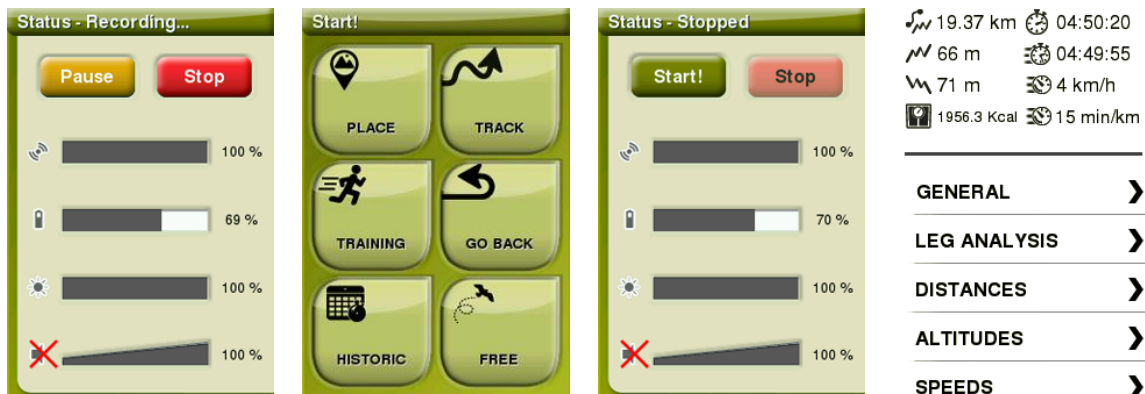 Status - Recording...
Pause Stop
100 %
69 %
100 %
100 %
Start!
PLACE TRACK
TRAINING GO BACK
HISTORIC FREE
Status - Stopped
Start! Stop
100 %
70 %
100 %
100 %
19.37 km 04:50:20
66 m 04:49:55
71 m 4 km/h
1956.3 Kcal 15 min/km
GENERAL
LEG ANALYSIS
DISTANCES
ALTITUDES
SPEEDS